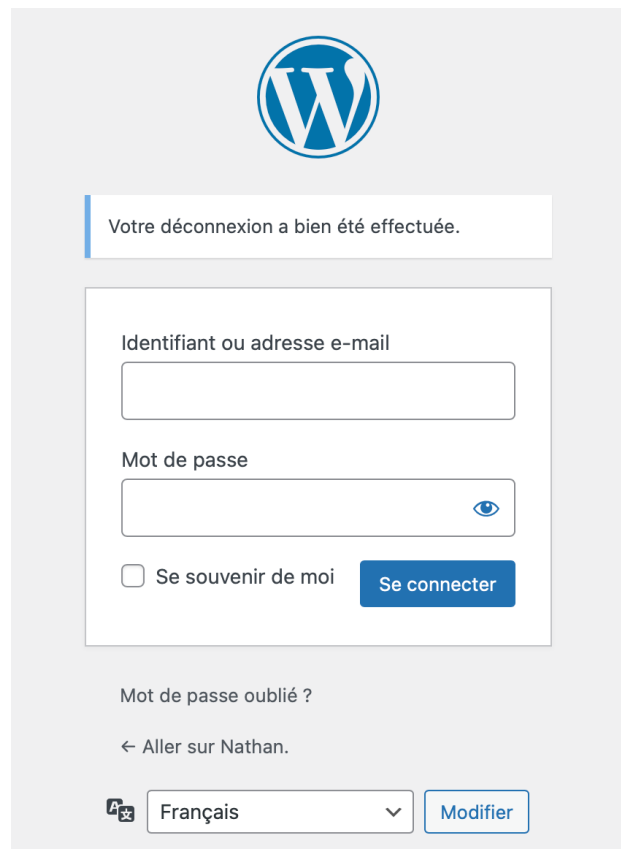 Votre déconnexion a bien été effectuée.
Identifiant ou adresse e-mail
Mot de passe
Se souvenir de moi
Se connecter
Mot de passe oublié ?
← Aller sur Nathan.
Français
Modifier